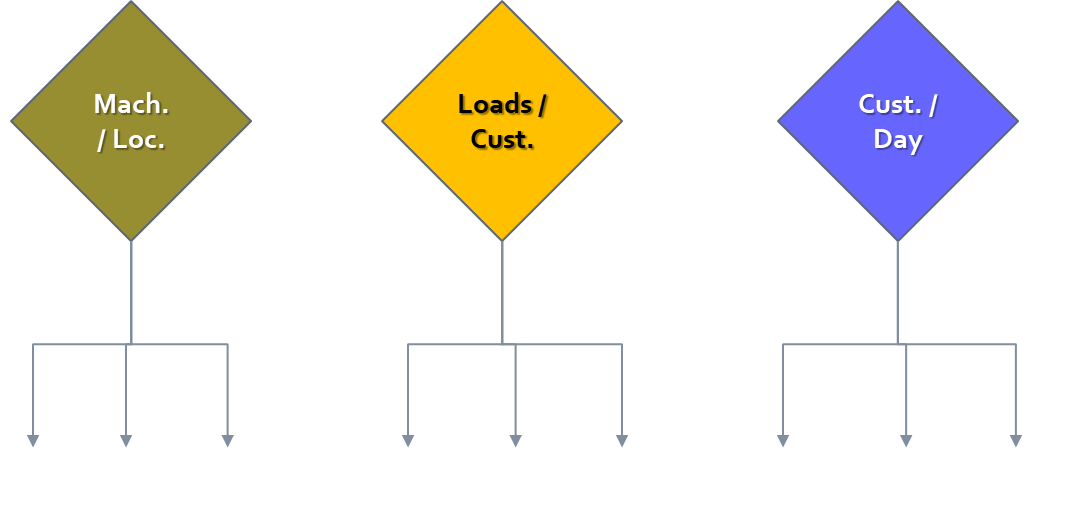 Mach.
/ Loc.
Loads /
Cust.
Cust. /
Day